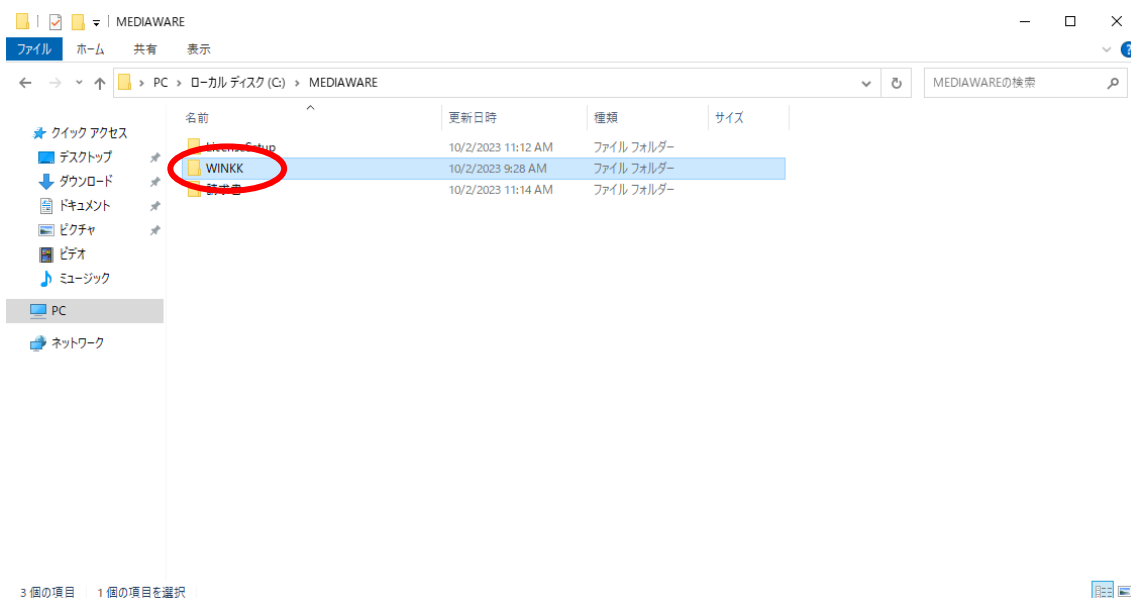 MEDIAWARE
ファイル ホーム 共有 表示
PC > ローカル ディスク (C:) > MEDIAWARE
MEDIAWAREの検索
名前 更新日時 種類 サイズ
クイック アクセス
デスクトップ
ダウンロード
ドキュメント
ピクチャ
ビデオ
ミュージック
PC
ネットワーク
LicenseSetup 10/2/2023 11:12 AM ファイル フォルダー
WINKK 10/2/2023 9:28 AM ファイル フォルダー
請求書 10/2/2023 11:14 AM ファイル フォルダー
3 個の項目 1 個の項目を選択